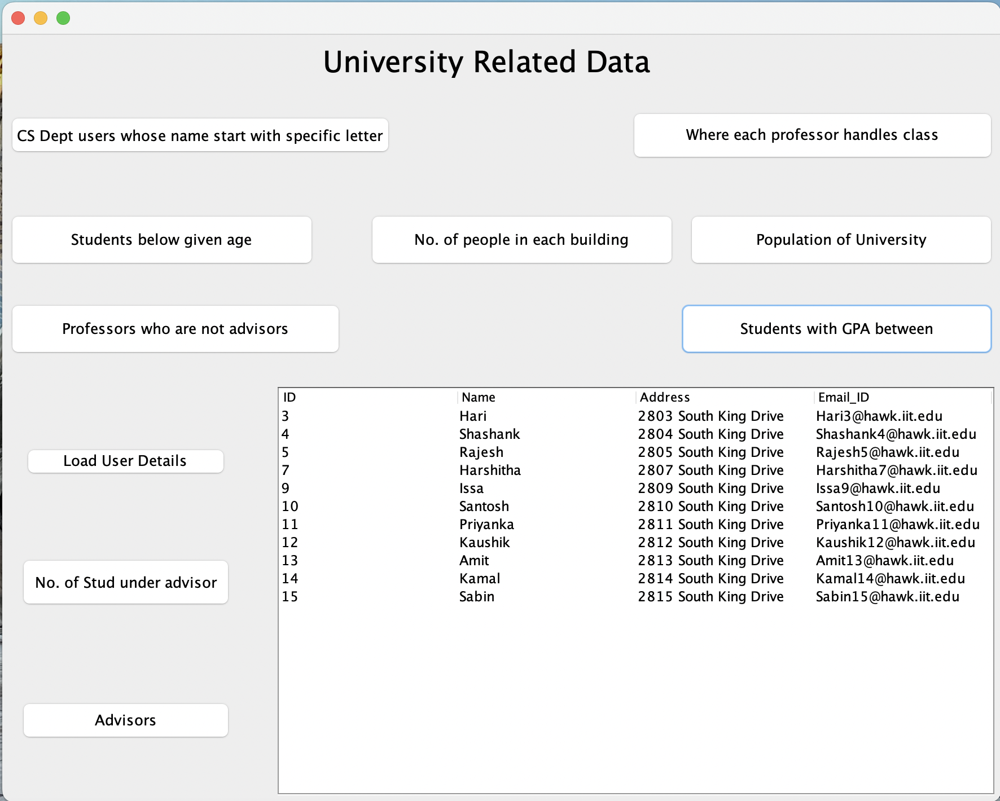 University Related Data
CS Dept users whose name start with specific letter
Where each professor handles class
Students below given age
No. of people in each building
Population of University
Professors who are not advisors
Students with GPA between
Load User Details
No. of Stud under advisor
Advisors
ID Name Address Email_ID
3 Hari 2803 South King Drive Hari3@hawk.iit.edu
4 Shashank 2804 South King Drive Shashank4@hawk.iit.edu
5 Rajesh 2805 South King Drive Rajesh5@hawk.iit.edu
7 Harshitha 2807 South King Drive Harshitha7@hawk.iit.edu
9 Issa 2809 South King Drive Issa9@hawk.iit.edu
10 Santosh 2810 South King Drive Santosh10@hawk.iit.edu
11 Priyanka 2811 South King Drive Priyanka11@hawk.iit.edu
12 Kaushik 2812 South King Drive Kaushik12@hawk.iit.edu
13 Amit 2813 South King Drive Amit13@hawk.iit.edu
14 Kamal 2814 South King Drive Kamal14@hawk.iit.edu
15 Sabin 2815 South King Drive Sabin15@hawk.iit.edu